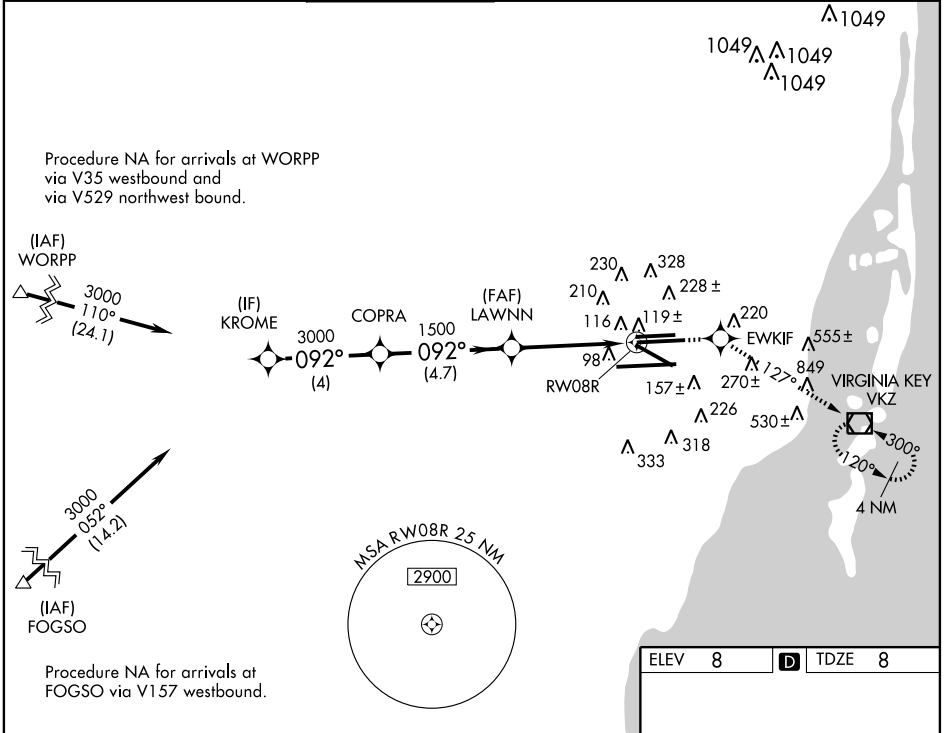 1049
1049
1049
1049
Procedure NA for arrivals at WORPP
via V35 westbound and
via V529 northwest bound.
(IAF)
WORPP
3000
110°
(24.1)
(IF)
KROME
3000
092°
(4)
COPRA
1500
092°
(4.7)
(FAF)
LAWNN
230
328
210
228 ±
116
119 ±
98
RW08R
220
EWKIF
555 ±
157 ±
270 ±
127°
849
VIRGINIA KEY
VKZ
226
530 ±
318
333
300°
120°
4 NM
3000
052°
(14.2)
(IAF)
FOGSO
MSA RW08R 25 NM
2900
Procedure NA for arrivals at
FOGSO via V157 westbound.
ELEV 8 D TDZE 8